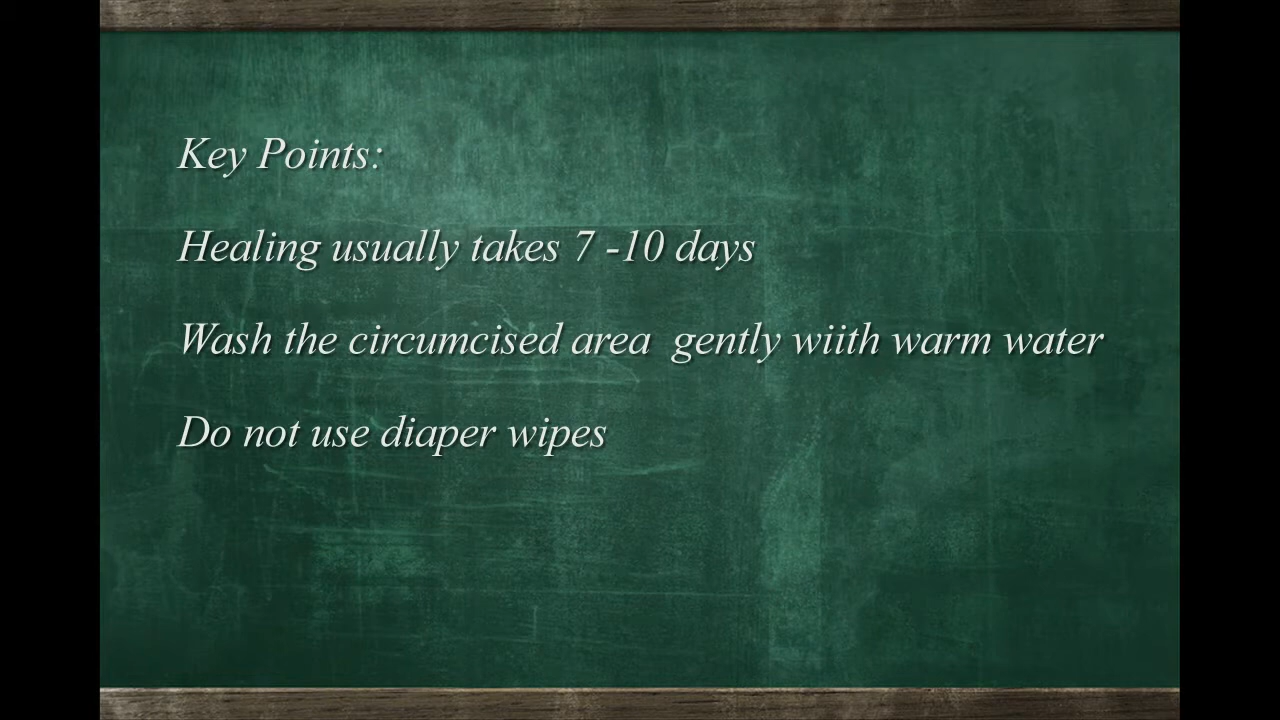 Key Points:
Healing usually takes 7 -10 days
Wash the circumcised area  gently wiith warm water
Do not use diaper wipes